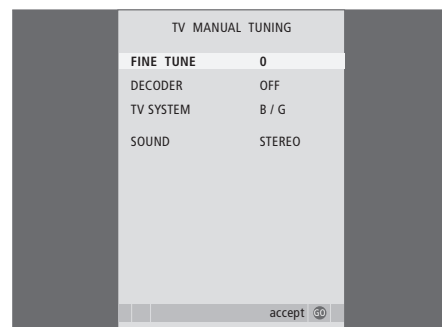 TV MANUAL TUNING
FINE TUNE 0
DECODER OFF
TV SYSTEM B / G
SOUND STEREO
accept GO